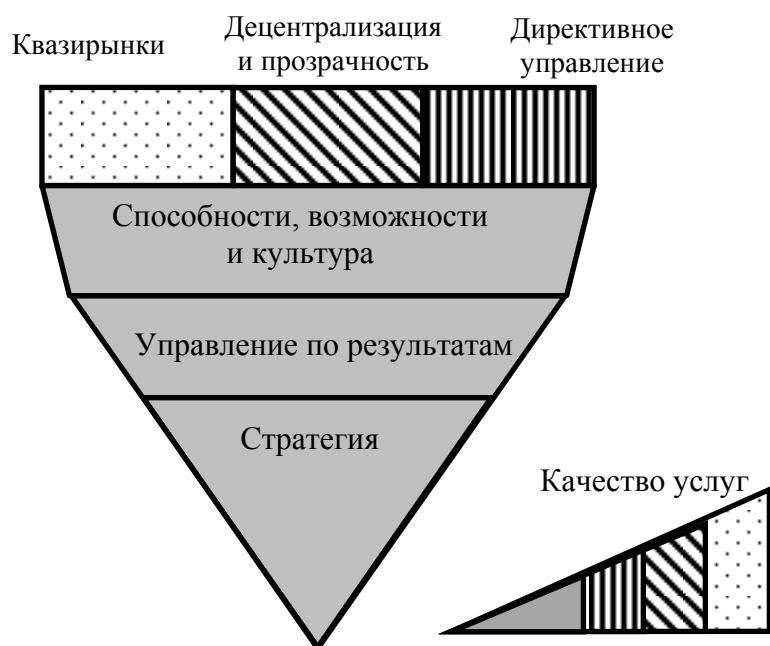 Квазирынки
Децентрализация
и прозрачность
Директивное
управление
Способности, возможности
и культура
Управление по результатам
Стратегия
Качество услуг